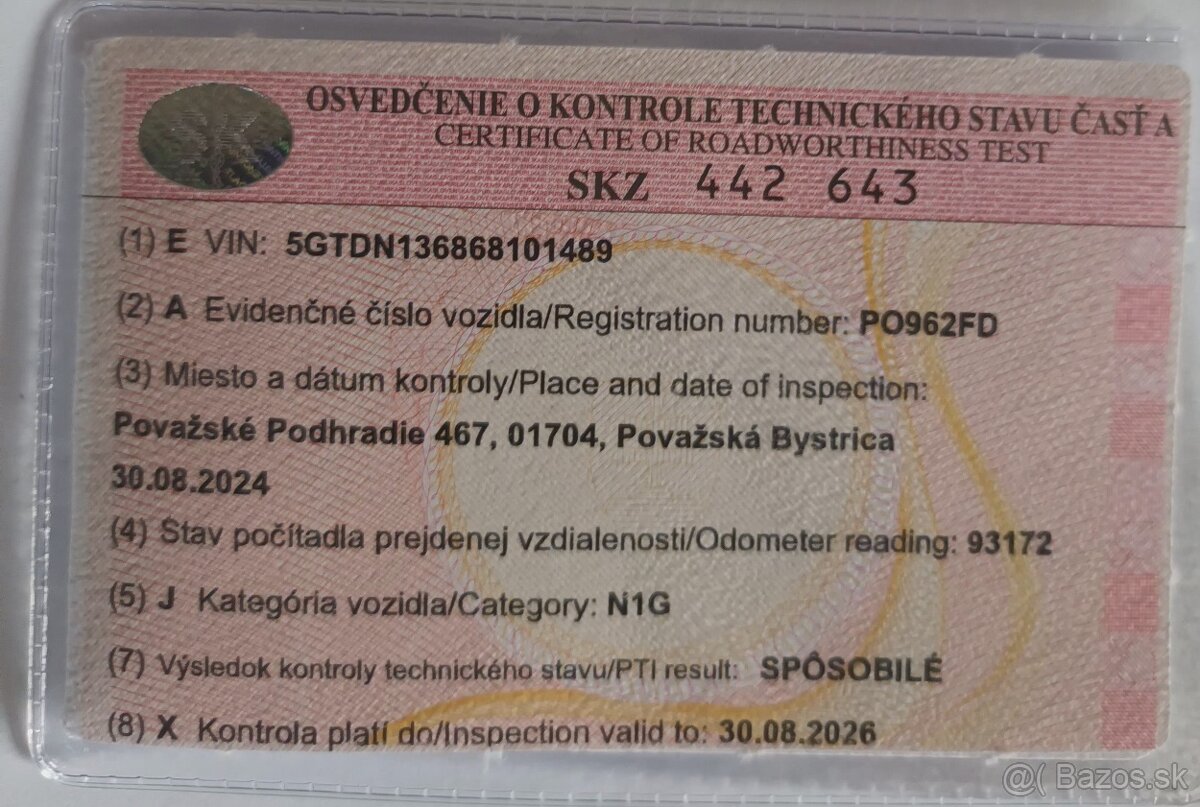 OSVEDČENIE O KONTROLE TECHNICKÉHO STAVU ČASŤ A
CERTIFICATE OF ROADWORTHINESS TEST
SKZ 442 643
(1) E VIN: 5GTDN136868101489
(2) A Evidenčné číslo vozidla/Registration number: PO962FD
(3) Miesto a dátum kontroly/Place and date of inspection:
Považské Podhradie 467, 01704, Považská Bystrica
30.08.2024
(4) Stav počítadla prejdenej vzdialenosti/Odometer reading: 93172
(5) J Kategória vozidla/Category: N1G
(7) Výsledok kontroly technického stavu/PTI result: SPÔSOBILÉ
(8) X Kontrola platí do/Inspection valid to: 30.08.2026
@( Bazos.sk